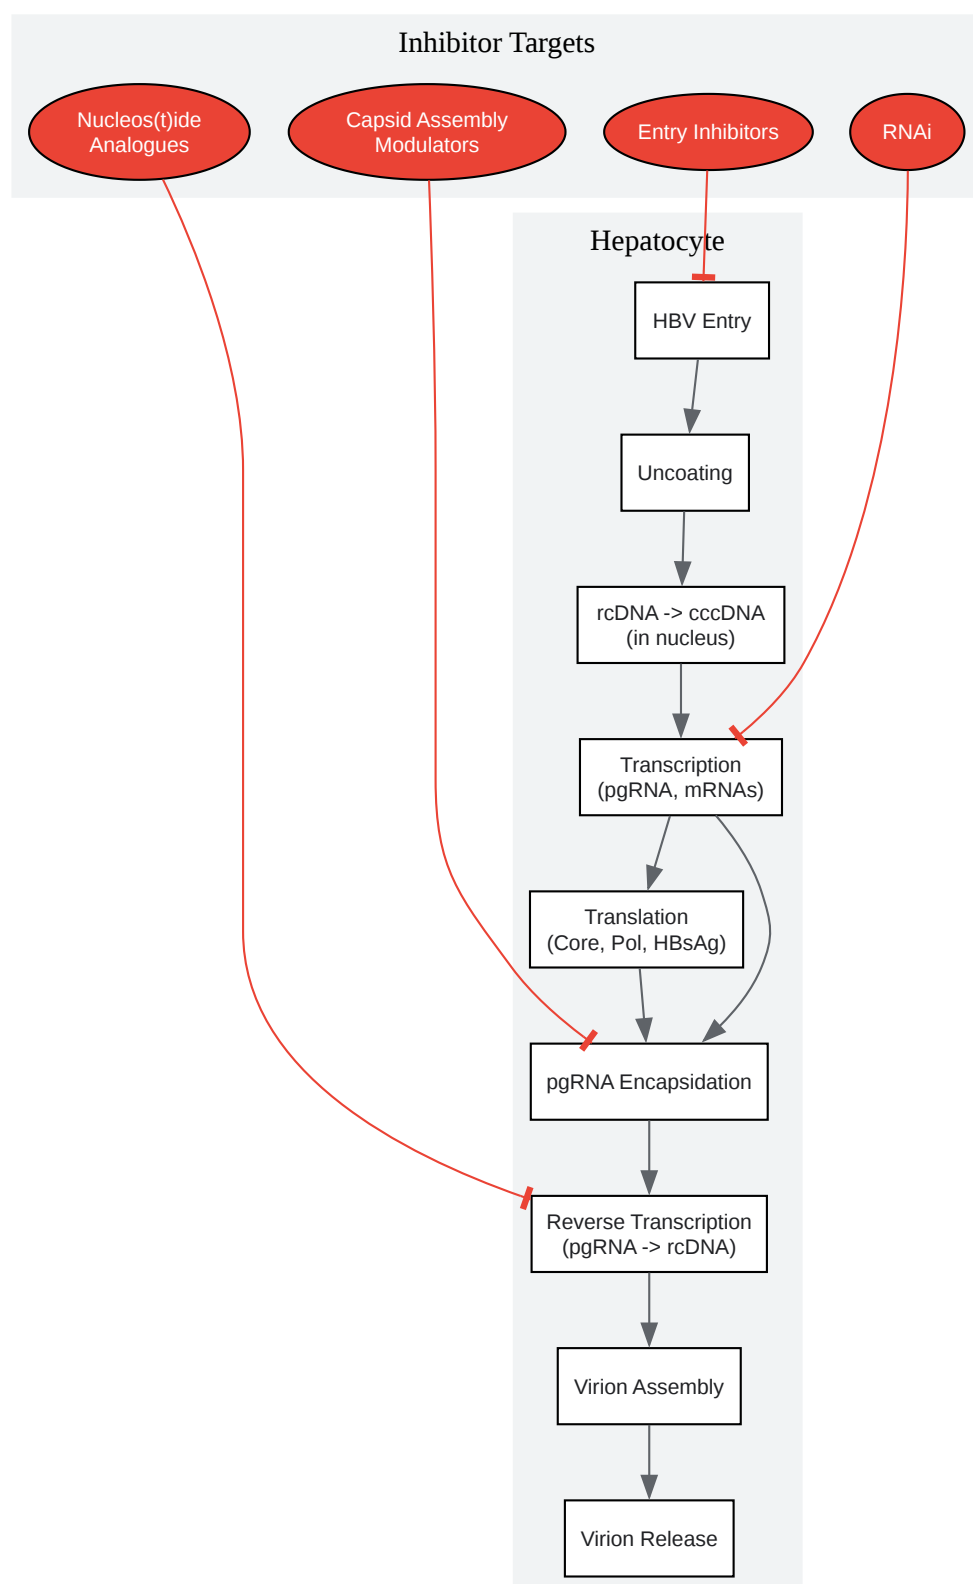 Inhibitor Targets
Nucleos(t)ide
Analogues
Capsid Assembly
Modulators
Entry Inhibitors
RNAi
Hepatocyte
HBV Entry
Uncoating
rcDNA -> cccDNA
(in nucleus)
Transcription
(pgRNA, mRNAs)
Translation
(Core, Pol, HBsAg)
pgRNA Encapsidation
Reverse Transcription
(pgRNA -> rcDNA)
Virion Assembly
Virion Release